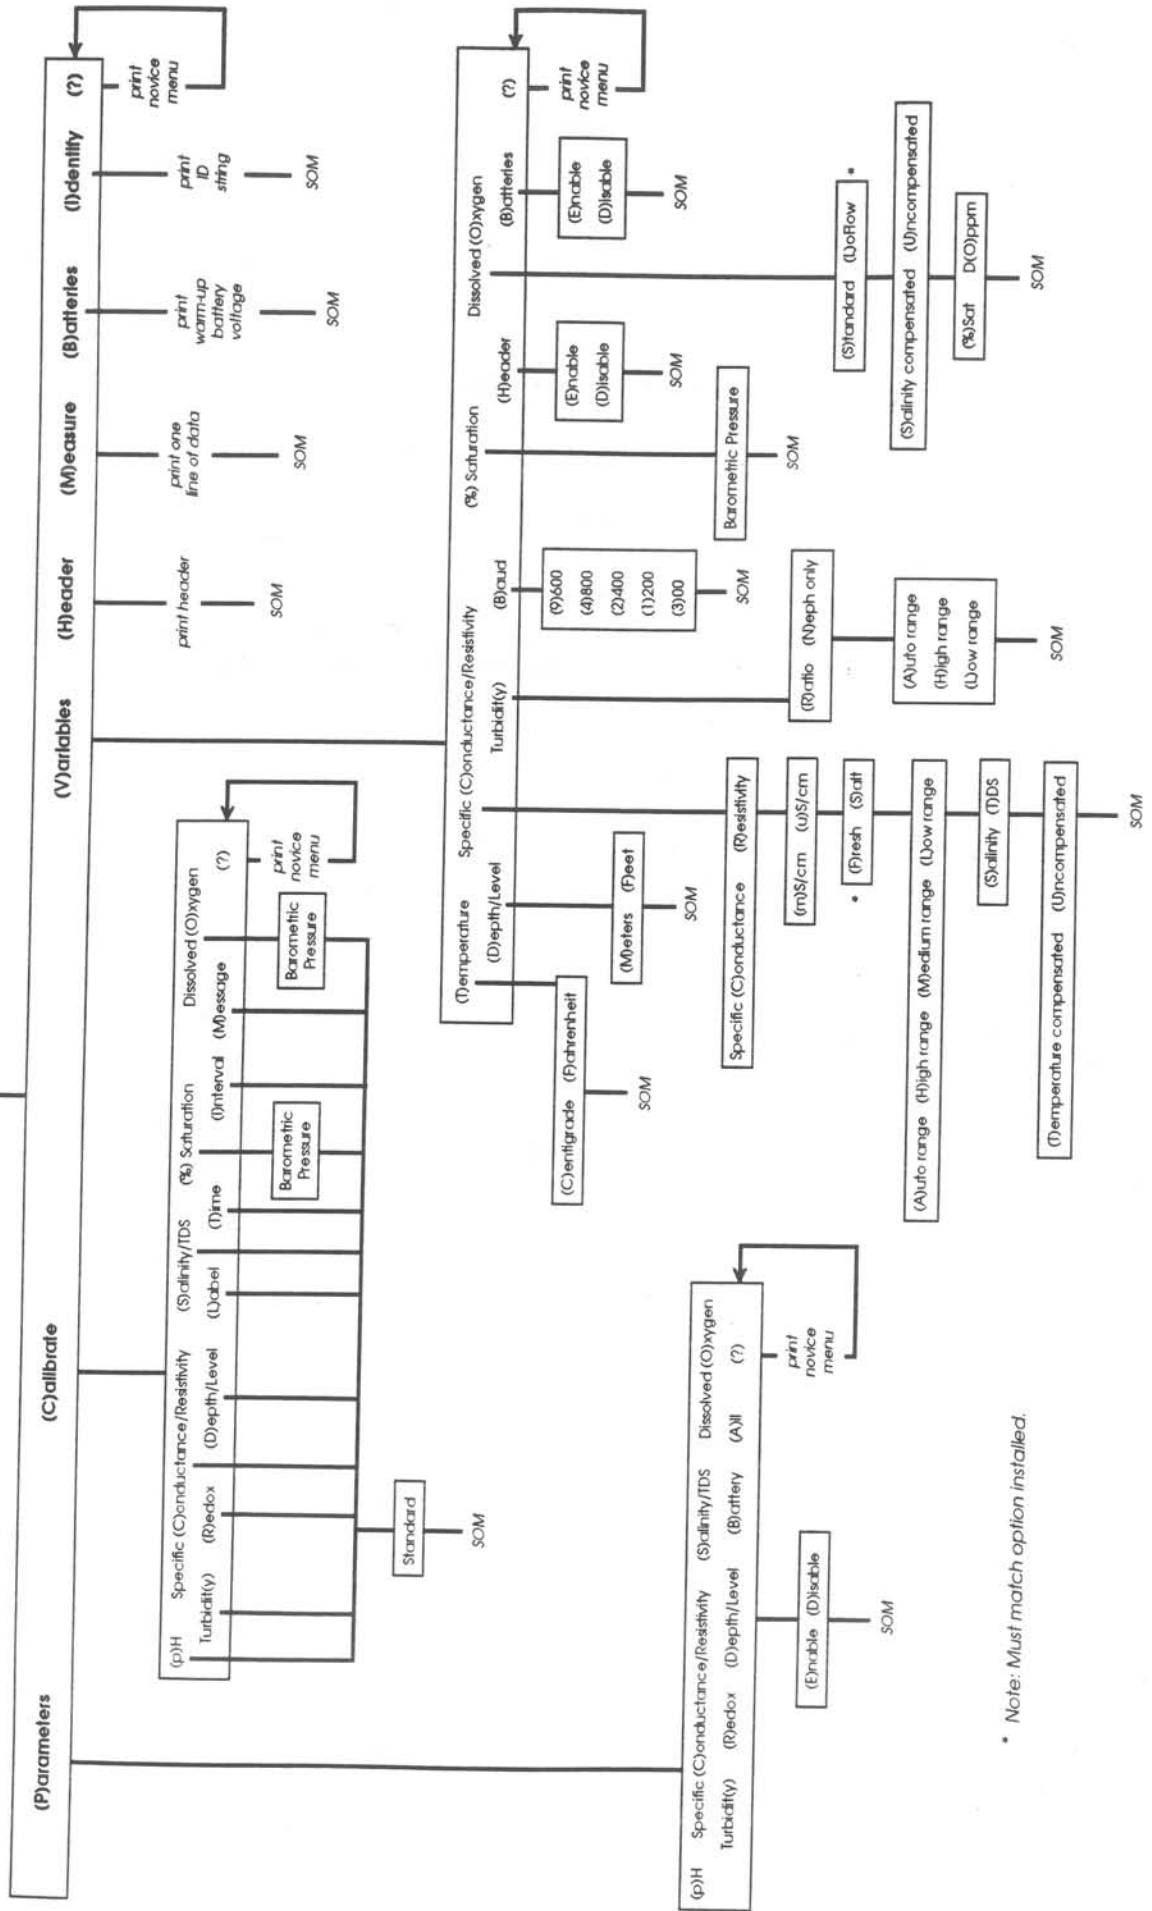 (P)arameters (C)alibrate (V)ariables (H)eader (M)easure (B)atteries (I)dentify (?)
print header
SOM
print one
line of data
SOM
print
warm-up
battery
voltage
SOM
print
ID
string
SOM
print
novice
menu
(p)H Specific (C)onductance/Resistivity (S)alinity/TDS (%) Saturation Dissolved (O)xygen
Turbidit(y) (R)edox (D)epth/Level (L)abel (T)ime (I)nterval (M)essage (?)
Barometric
Pressure
Barometric
Pressure
print
novice
menu
Standard
SOM
(T)emperature Specific (C)onductance/Resistivity (%) Saturation Dissolved (O)xygen
(D)epth/Level Turbidit(y) (B)aud (H)eader (B)atteries (?)
(C)entigrade (F)ahrenheit
SOM
(M)eters (F)eet
SOM
Specific (C)onductance (R)esistivity
(m)S/cm (u)S/cm
* (F)resh (S)alt
(A)uto range (H)igh range (M)edium range (L)ow range
(S)alinity (T)DS
(T)emperature compensated (U)ncompensated
SOM
(R)atio (N)eph only
(A)uto range
(H)igh range
(L)ow range
SOM
(9)600
(4)800
(2)400
(1)200
(3)00
SOM
Barometric Pressure
SOM
(E)nable
(D)isable
SOM
(S)tandard (L)oFlow *
(S)alinity compensated (U)ncompensated
(%)Sat D(O)ppm
SOM
(E)nable
(D)isable
SOM
print
novice
menu
(p)H Specific (C)onductance/Resistivity (S)alinity/TDS Dissolved (O)xygen
Turbidit(y) (R)edox (D)epth/Level (B)attery (A)ll (?)
(E)nable (D)isable
SOM
print
novice
menu
* Note: Must match option installed.